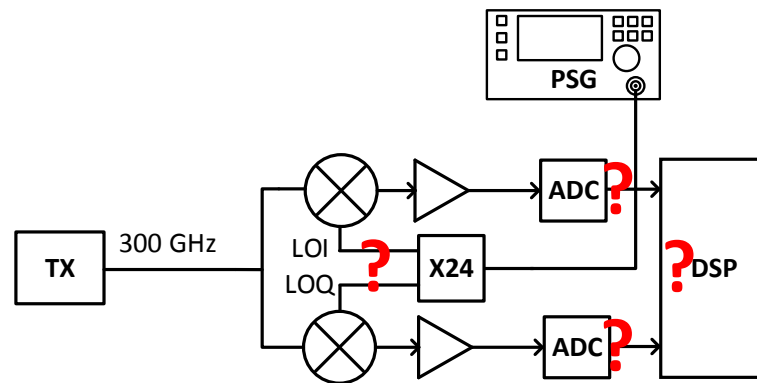 PSG
ADC ?
300 GHz
LOI
TX
?
X24
? DSP
LOQ
ADC ?